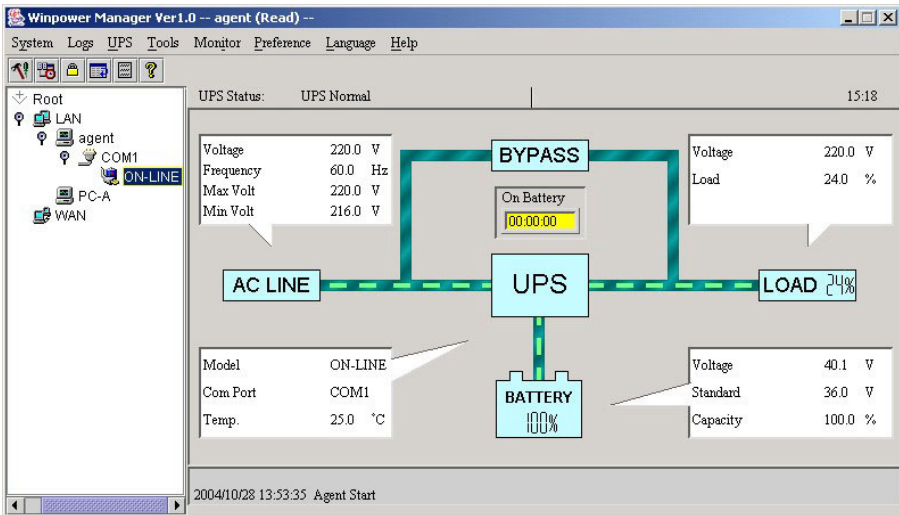 Winpower Manager Ver1.0 -- agent (Read) --
System Logs UPS Tools Monitor Preference Language Help
Root
LAN
agent
COM1
ON-LINE
PC-A
WAN
UPS Status: UPS Normal 15:18
Voltage 220.0 V
Frequency 60.0 Hz
Max Volt 220.0 V
Min Volt 216.0 V
BYPASS
On Battery
00:00:00
Voltage 220.0 V
Load 24.0 %
AC LINE
UPS
LOAD 24%
Model ON-LINE
Com Port COM1
Temp. 25.0 °C
BATTERY
100%
Voltage 40.1 V
Standard 36.0 V
Capacity 100.0 %
2004/10/28 13:53:35 Agent Start